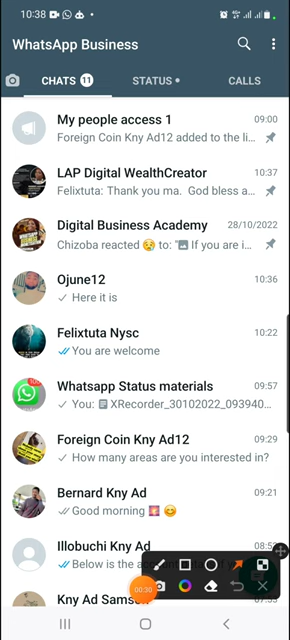 10:38
WhatsApp Business
CHATS 11
STATUS
CALLS
My people access 1
09:00
Foreign Coin Kny Ad12 added to the li...
LAP Digital WealthCreator
10:37
Felixtuta: Thank you ma. God bless a...
Digital Business Academy
28/10/2022
Chizoba reacted 😢 to: "If you are i...
Ojune12
10:36
Here it is
Felixtuta Nysc
10:22
You are welcome
Whatsapp Status materials
09:57
You: XRecorder_30102022_093940...
Foreign Coin Kny Ad12
09:29
How many areas are you interested in?
Bernard Kny Ad
09:21
Good morning 🌇 😊
Illobuchi Kny Ad
Below is the
00:30
Kny Ad Samson
07:53